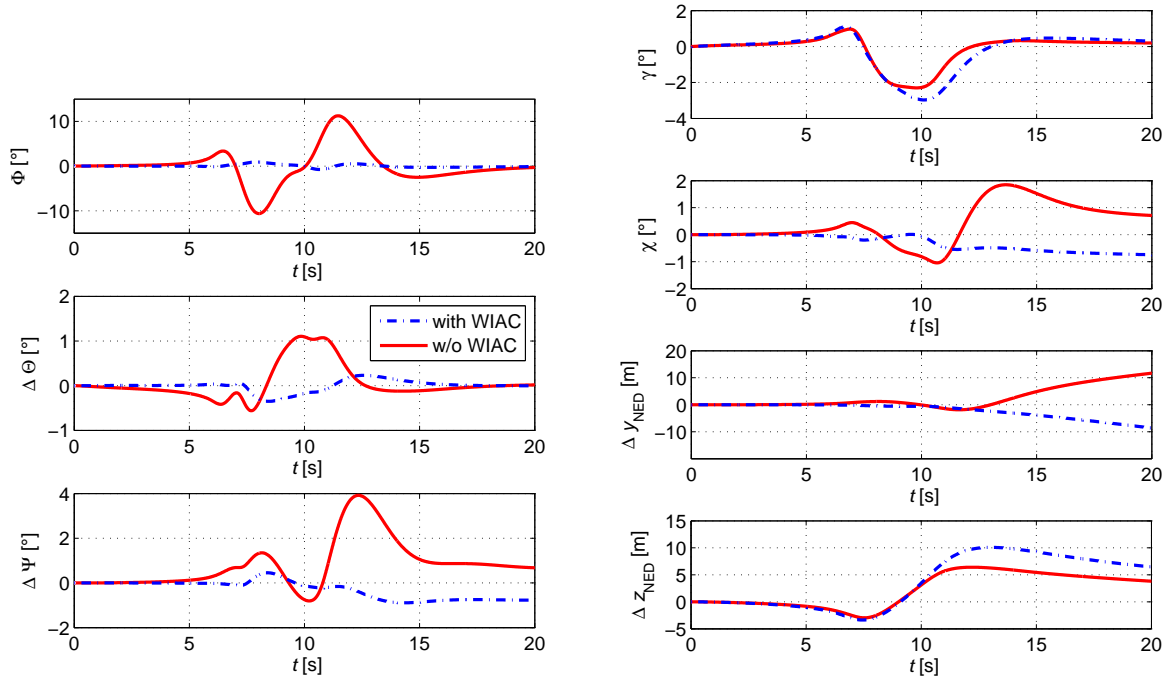 10
0
−10
Φ [°]
0 5 10 15 20
t [s]
2
1
0
−1
Δ Θ [°]
with WIAC
w/o WIAC
0 5 10 15 20
t [s]
4
2
0
−2
Δ Ψ [°]
0 5 10 15 20
t [s]
2
0
−2
−4
γ [°]
0 5 10 15 20
t [s]
2
1
0
−1
−2
χ [°]
0 5 10 15 20
t [s]
20
10
0
−10
Δ y_NED [m]
0 5 10 15 20
t [s]
15
10
5
0
−5
Δ z_NED [m]
0 5 10 15 20
t [s]